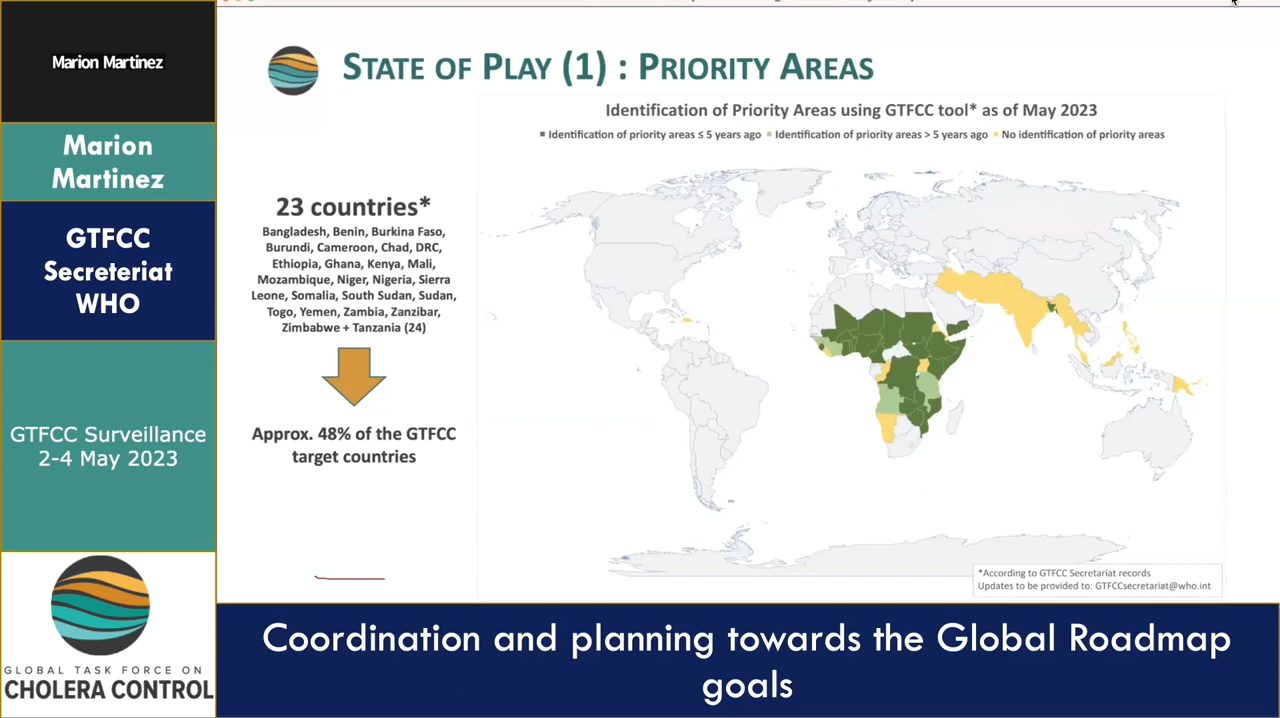 Marion Martinez
Marion
Martinez
GTFCC
Secreteriat
WHO
GTFCC Surveillance
2-4 May 2023
GLOBAL TASK FORCE ON
CHOLERA CONTROL
STATE OF PLAY (1) : PRIORITY AREAS
Identification of Priority Areas using GTFCC tool* as of May 2023
Identification of priority areas ≤ 5 years ago Identification of priority areas > 5 years ago No identification of priority areas
23 countries*
Bangladesh, Benin, Burkina Faso,
Burundi, Cameroon, Chad, DRC,
Ethiopia, Ghana, Kenya, Mali,
Mozambique, Niger, Nigeria, Sierra
Leone, Somalia, South Sudan, Sudan,
Togo, Yemen, Zambia, Zanzibar,
Zimbabwe + Tanzania (24)
Approx. 48% of the GTFCC
target countries
*According to GTFCC Secretariat records
Updates to be provided to: GTFCCsecretariat@who.int
Coordination and planning towards the Global Roadmap
goals